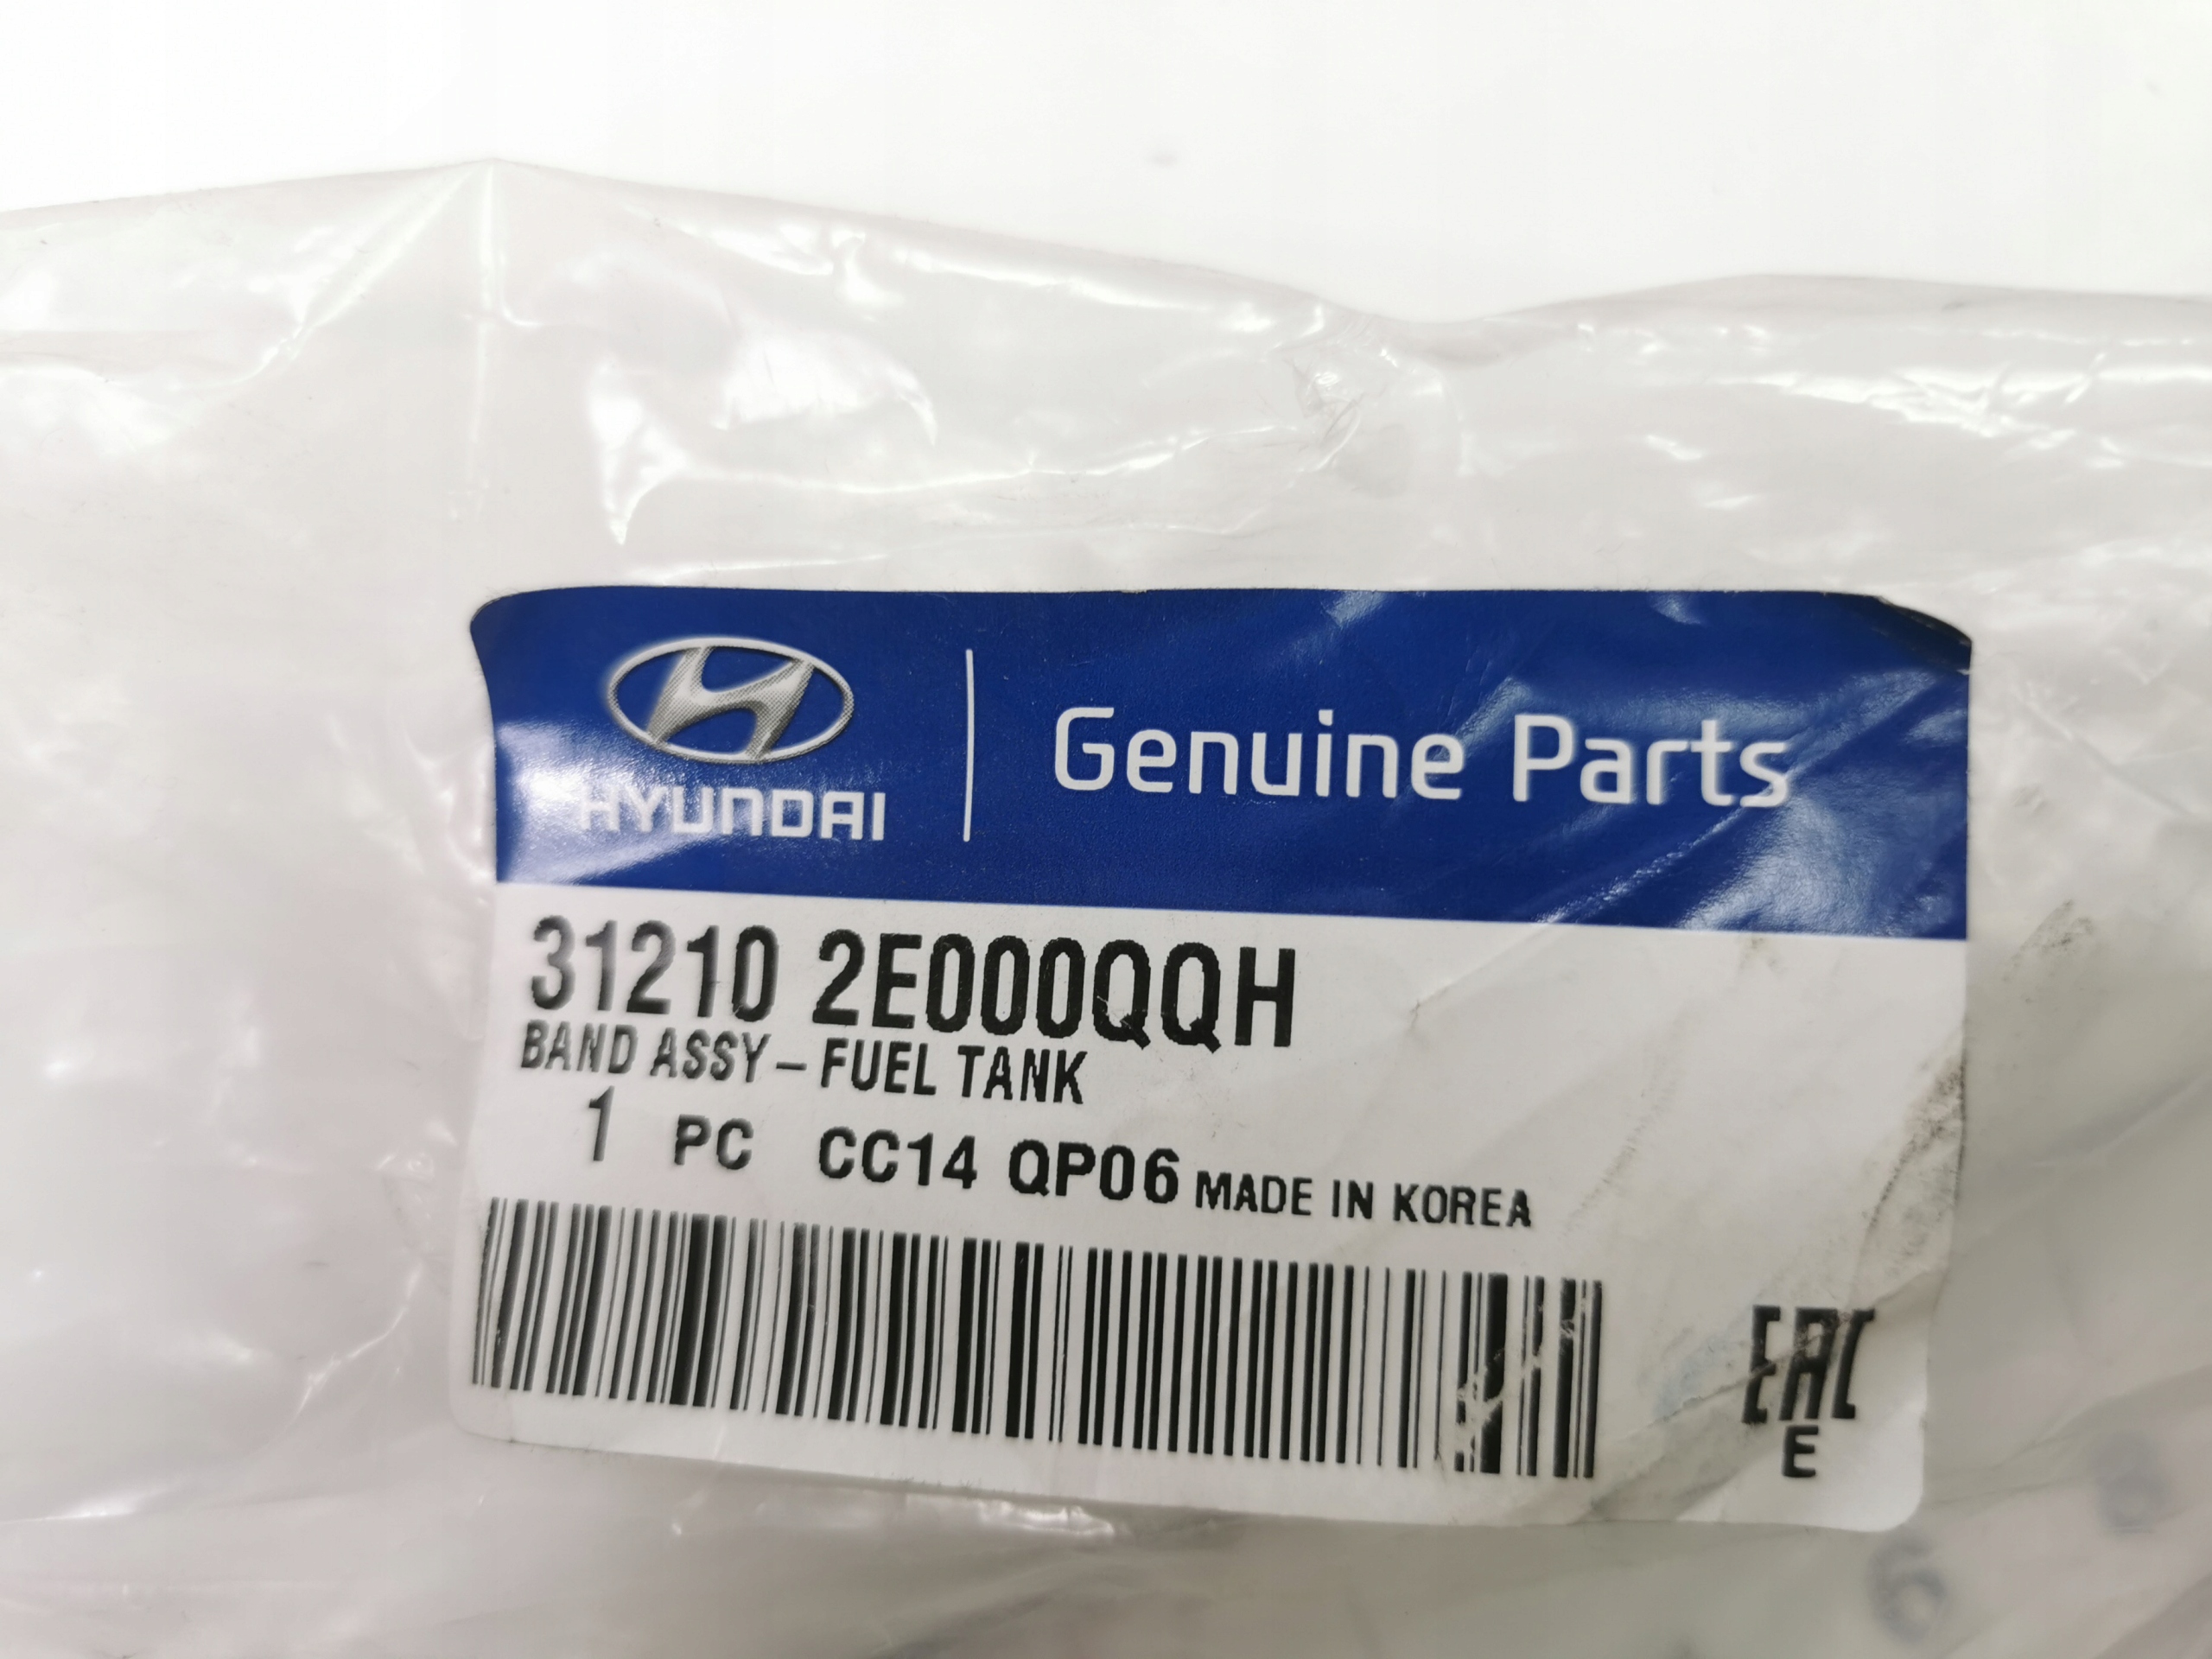 HYUNDAI
Genuine Parts
31210 2E000QQH
BAND ASSY-FUEL TANK
1 PC CC14 QP06 MADE IN KOREA
EAC
E